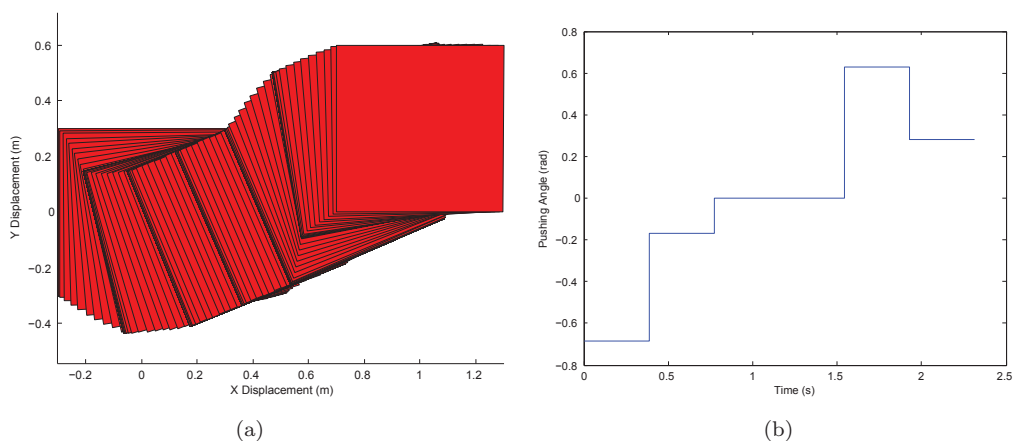 0.6
0.4
0.2
0
−0.2
−0.4
Y Displacement (m)
−0.2 0 0.2 0.4 0.6 0.8 1 1.2
X Displacement (m)
(a)
0.8
0.6
0.4
0.2
0
−0.2
−0.4
−0.6
−0.8
Pushing Angle (rad)
0 0.5 1 1.5 2 2.5
Time (s)
(b)